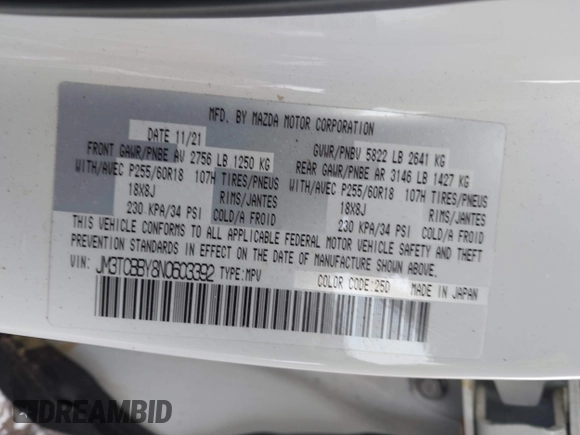 MFD. BY MAZDA MOTOR CORPORATION
DATE 11/21
GVWR/PNBV 5822 LB 2641 KG
FRONT GAWR/PNBE AV 2756 LB 1250 KG
REAR GAWR/PNBE AR 3146 LB 1427 KG
WITH/AVEC P255/60R18 107H TIRES/PNEUS
WITH/AVEC P255/60R18 107H TIRES/PNEUS
18X8J RIMS/JANTES
18X8J RIMS/JANTES
230 KPA/34 PSI COLD/A FROID
230 KPA/34 PSI COLD/A FROID
THIS VEHICLE CONFORMS TO ALL APPLICABLE FEDERAL MOTOR VEHICLE SAFETY AND THEFT
PREVENTION STANDARDS IN EFFECT ON THE DATE OF MANUFACTURE SHOWN ABOVE.
VIN: JM3TCBBY8N0603392 TYPE:MPV
COLOR CODE:25D MADE IN JAPAN
DREAMBID